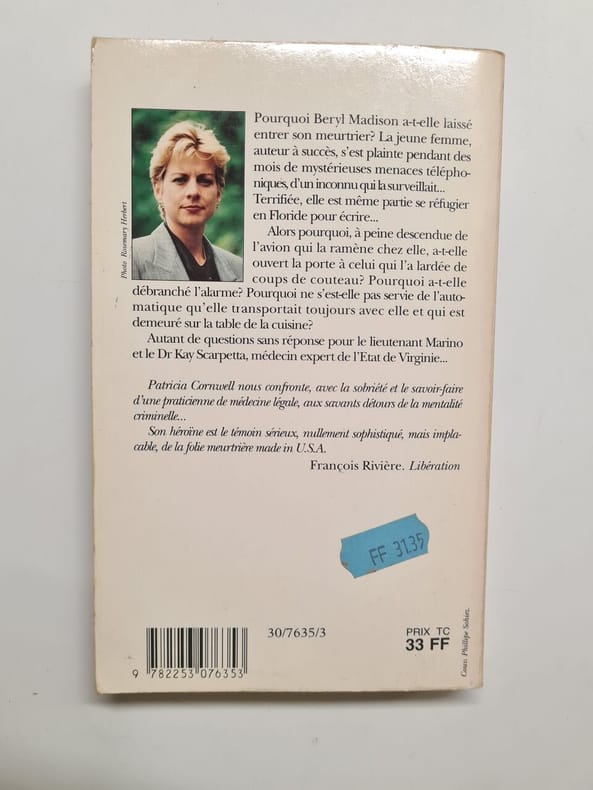 Pourquoi Beryl Madison a-t-elle laissé
entrer son meurtrier? La jeune femme,
auteur à succès, s'est plainte pendant des
mois de mystérieuses menaces télépho-
niques, d'un inconnu qui la surveillait...
Terrifiée, elle est même partie se réfugier
en Floride pour écrire...
Alors pourquoi, à peine descendue de
l'avion qui la ramène chez elle, a-t-elle
ouvert la porte à celui qui l'a lardée de
coups de couteau? Pourquoi a-t-elle
débranché l'alarme? Pourquoi ne s'est-elle pas servie de l'auto-
matique qu'elle transportait toujours avec elle et qui est
demeuré sur la table de la cuisine?
Autant de questions sans réponse pour le lieutenant Marino
et le Dr Kay Scarpetta, médecin expert de l'Etat de Virginie...
Photo Rosemary Herbert
Patricia Cornwell nous confronte, avec la sobriété et le savoir-faire
d'une praticienne de médecine légale, aux savants détours de la mentalité
criminelle...
Son héroïne est le témoin sérieux, nullement sophistiqué, mais impla-
cable, de la folie meurtrière made in U.S.A.
François Rivière. Libération
FF 31.35
30/7635/3
PRIX TC
33 FF
9 782253 076353
Couv. Philippe Sohiez.